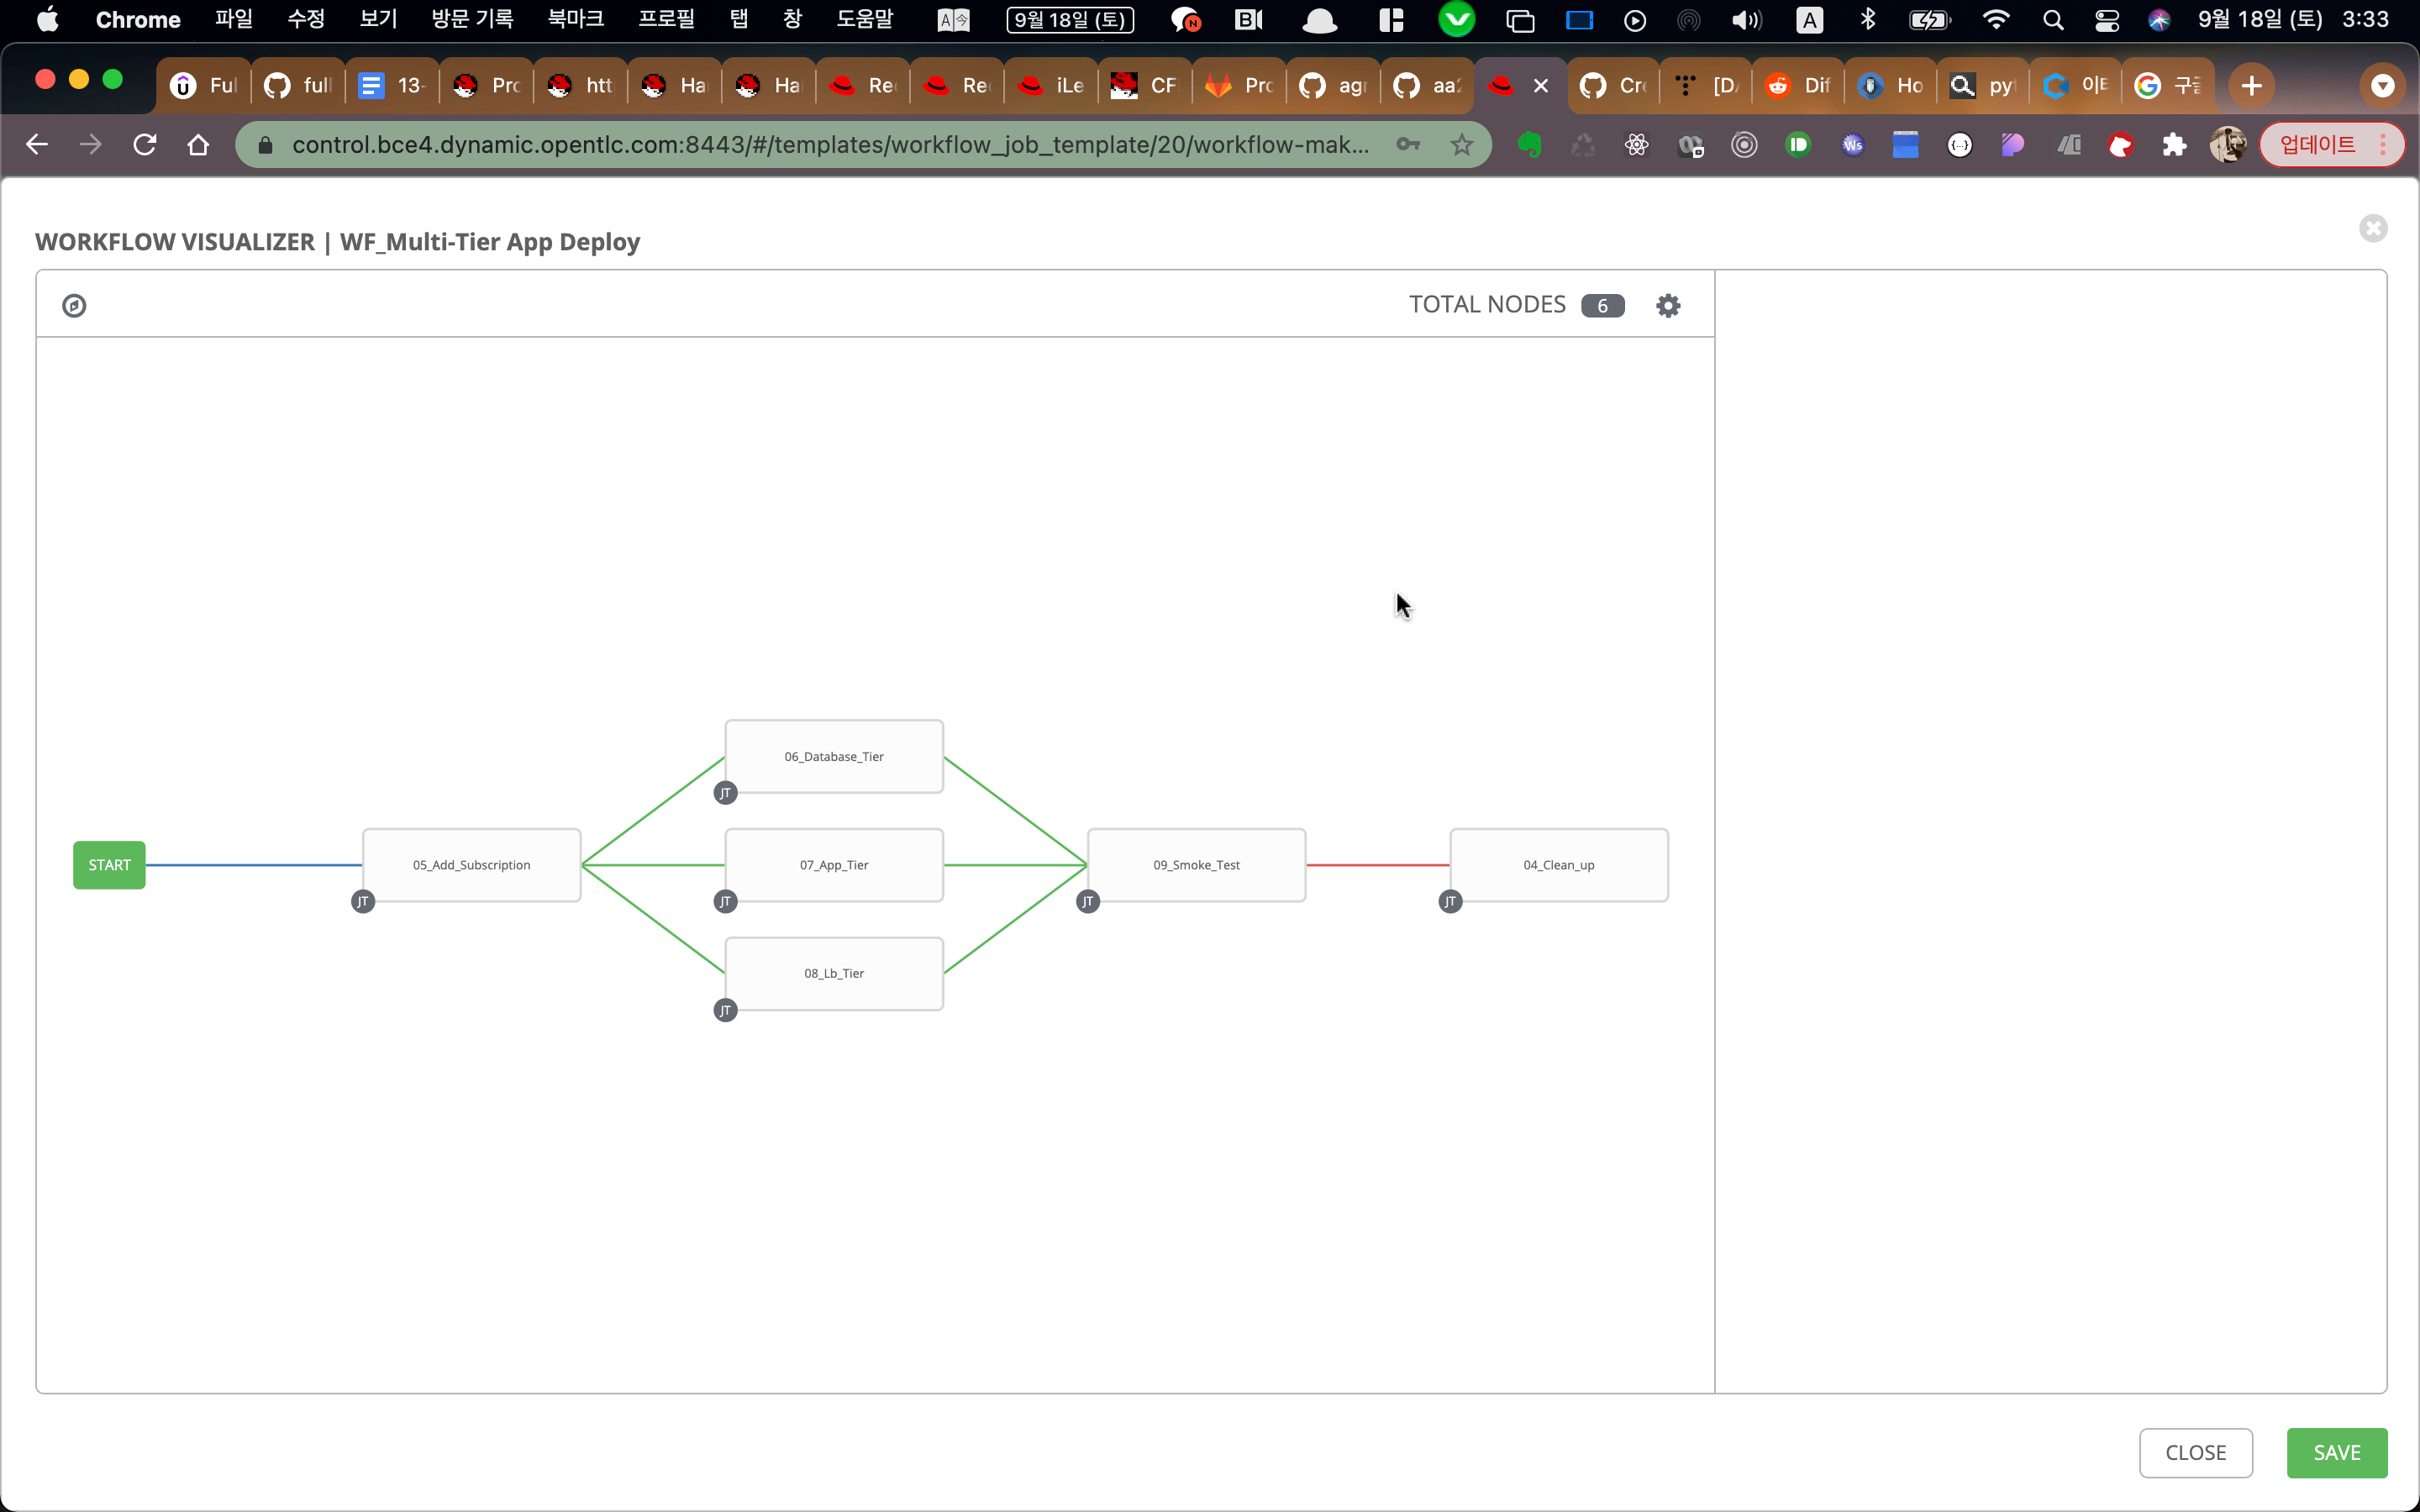 Chrome 파일 수정 보기 방문 기록 북마크 프로필 탭 창 도움말 9월 18일 (토) A 9월 18일 (토) 3:33
Ful full 13- Pro htt Ha Ha Re Re iLe CF Pro agr aa2 Cre [D Dif Ho py 이 구글
control.bce4.dynamic.opentlc.com:8443/#/templates/workflow_job_template/20/workflow-mak... 업데이트
WORKFLOW VISUALIZER | WF_Multi-Tier App Deploy
TOTAL NODES 6
06_Database_Tier
JT
START 05_Add_Subscription 07_App_Tier 09_Smoke_Test 04_Clean_up
JT JT JT JT
08_Lb_Tier
JT
CLOSE SAVE